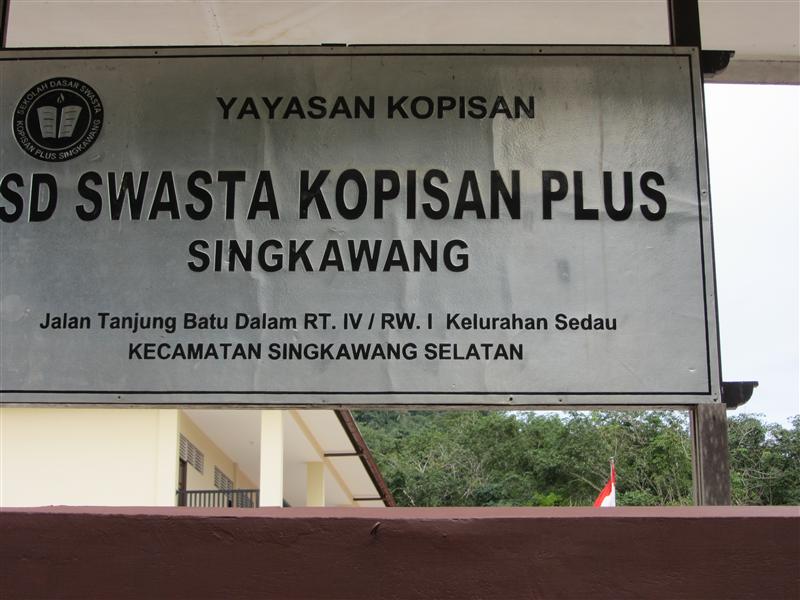 SEKOLAH DASAR SWASTA
KOPISAN PLUS SINGKAWANG
YAYASAN KOPISAN
SD SWASTA KOPISAN PLUS
SINGKAWANG
Jalan Tanjung Batu Dalam RT. IV / RW. I Kelurahan Sedau
KECAMATAN SINGKAWANG SELATAN